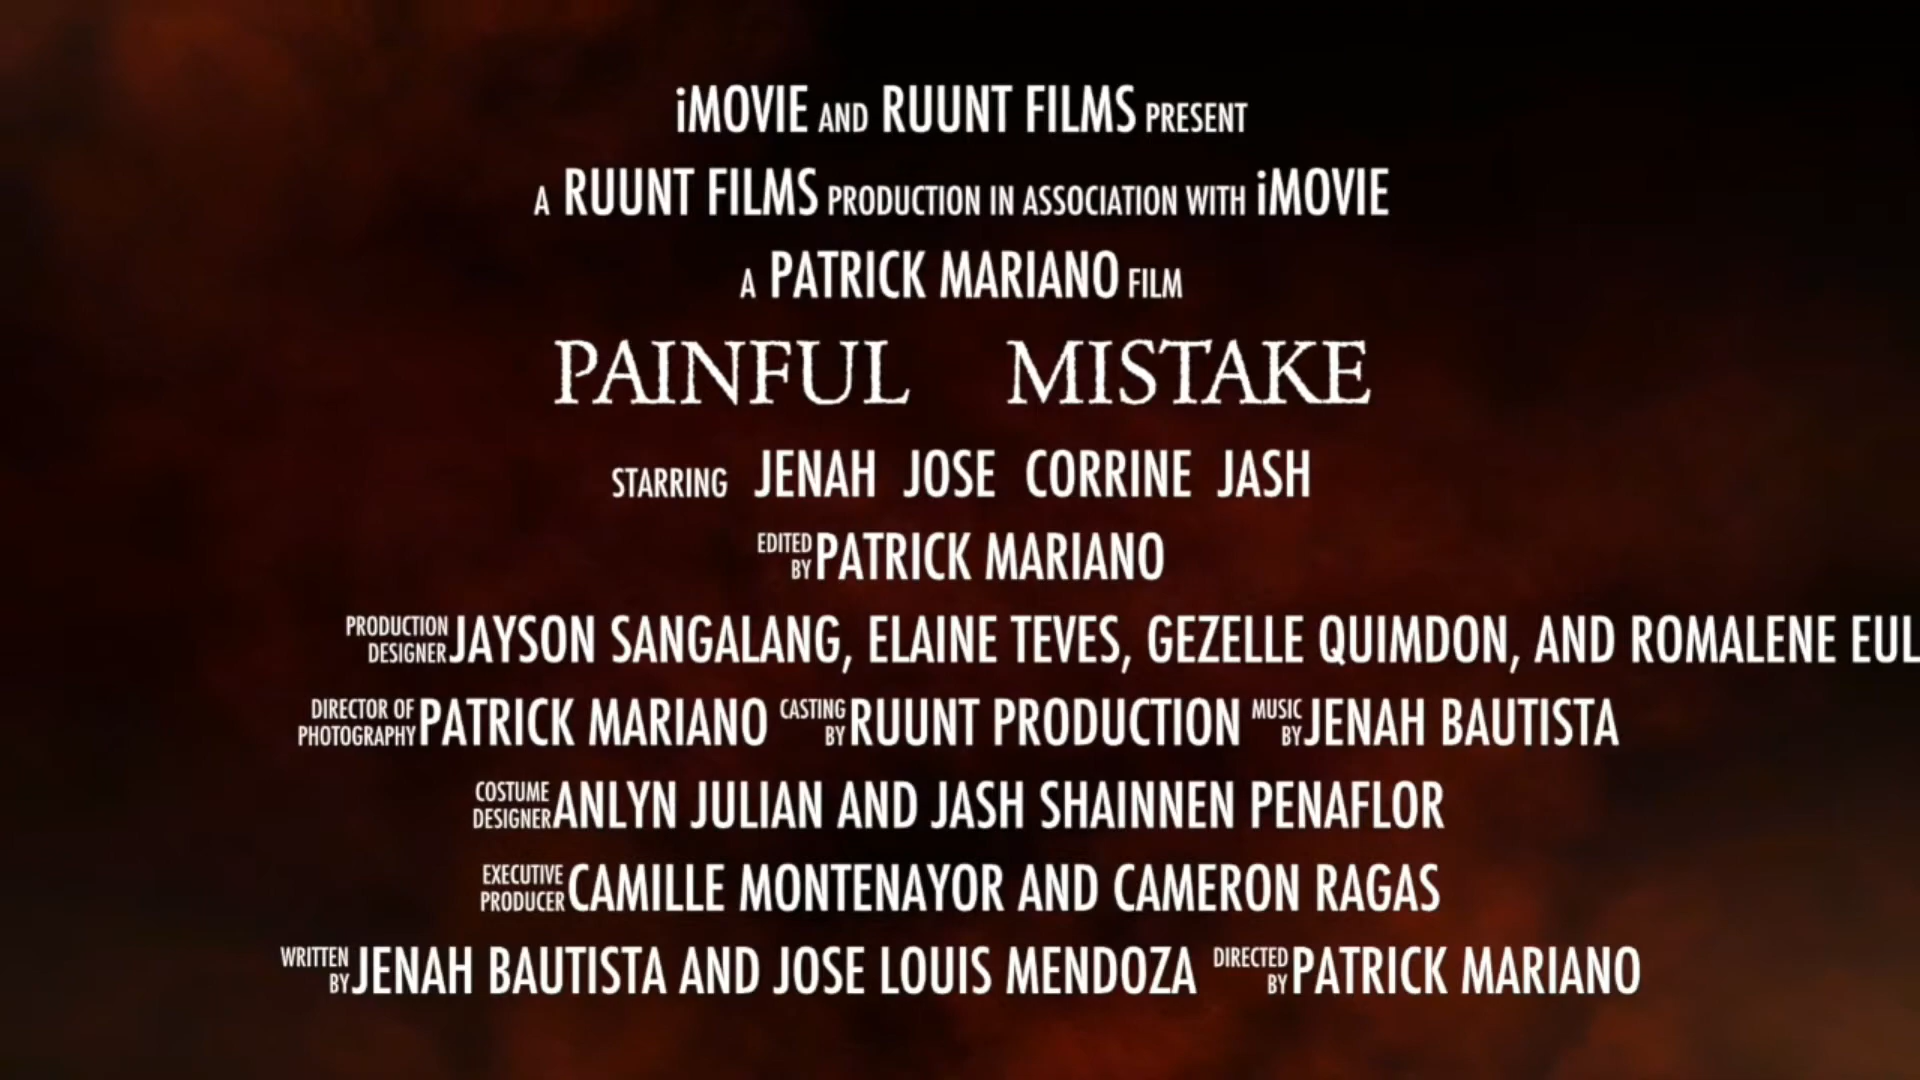 iMOVIE AND RUUNT FILMS PRESENT
A RUUNT FILMS PRODUCTION IN ASSOCIATION WITH iMOVIE
A PATRICK MARIANO FILM
PAINFUL MISTAKE
STARRING JENAH JOSE CORRINE JASH
EDITED BY PATRICK MARIANO
PRODUCTION DESIGNER JAYSON SANGALANG, ELAINE TEVES, GEZELLE QUIMDON, AND ROMALENE
DIRECTOR OF PHOTOGRAPHY PATRICK MARIANO CASTING BY RUUNT PRODUCTION MUSIC BY JENAH BAUTISTA
COSTUME DESIGNER ANLYN JULIAN AND JASH SHAINNEN PENAFLOR
EXECUTIVE PRODUCER CAMILLE MONTENAYOR AND CAMERON RAGAS
WRITTEN BY JENAH BAUTISTA AND JOSE LOUIS MENDOZA DIRECTED BY PATRICK MARIANO